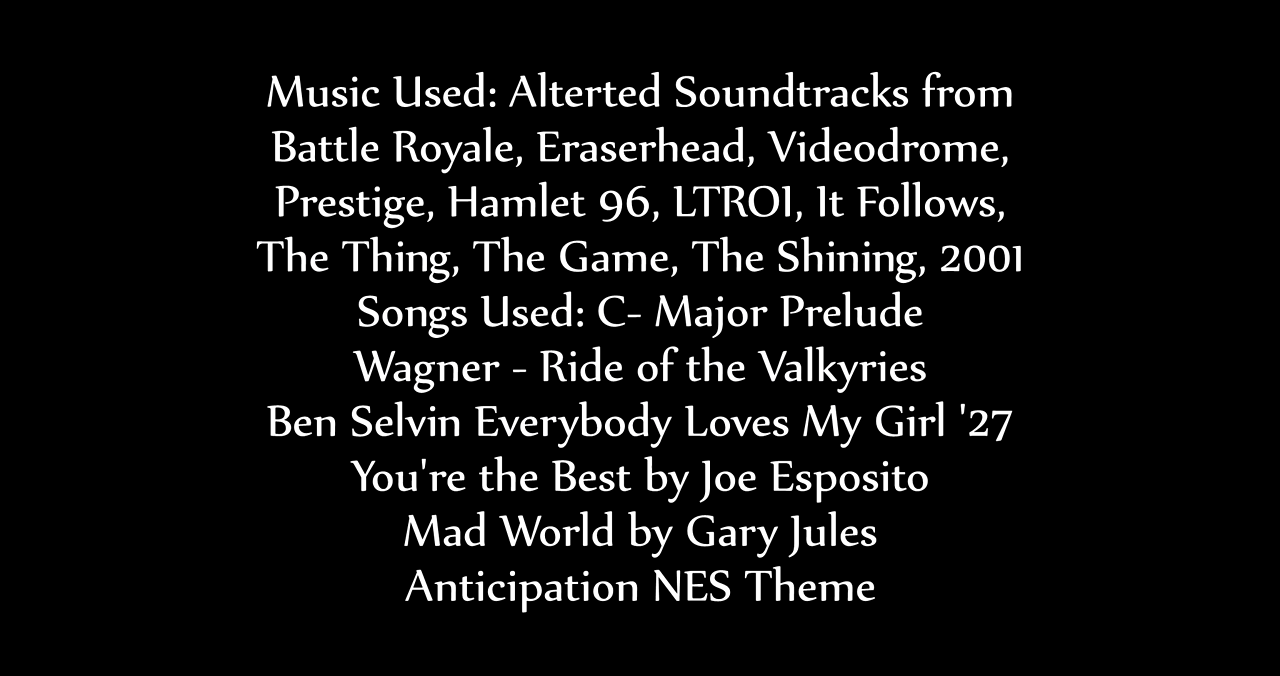 Music Used: Alterted Soundtracks from
Battle Royale, Eraserhead, Videodrome,
Prestige, Hamlet 96, LTROI, It Follows,
The Thing, The Game, The Shining, 2001
Songs Used: C- Major Prelude
Wagner - Ride of the Valkyries
Ben Selvin Everybody Loves My Girl '27
You're the Best by Joe Esposito
Mad World by Gary Jules
Anticipation NES Theme